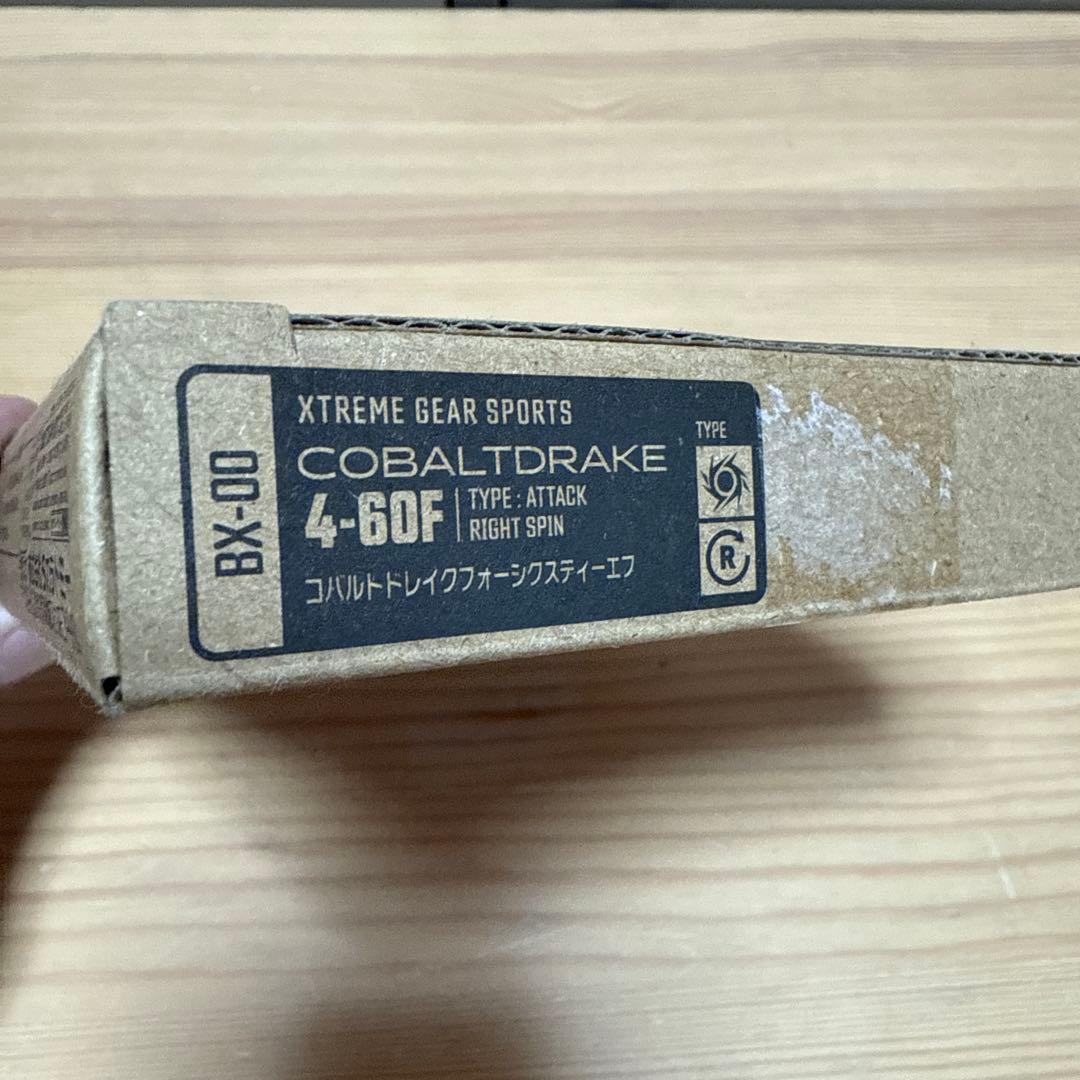 BX-00
XTREME GEAR SPORTS
COBALTDRAKE
4-60F
TYPE : ATTACK
RIGHT SPIN
コバルトドレイクフォーシクスティーエフ
TYPE
R